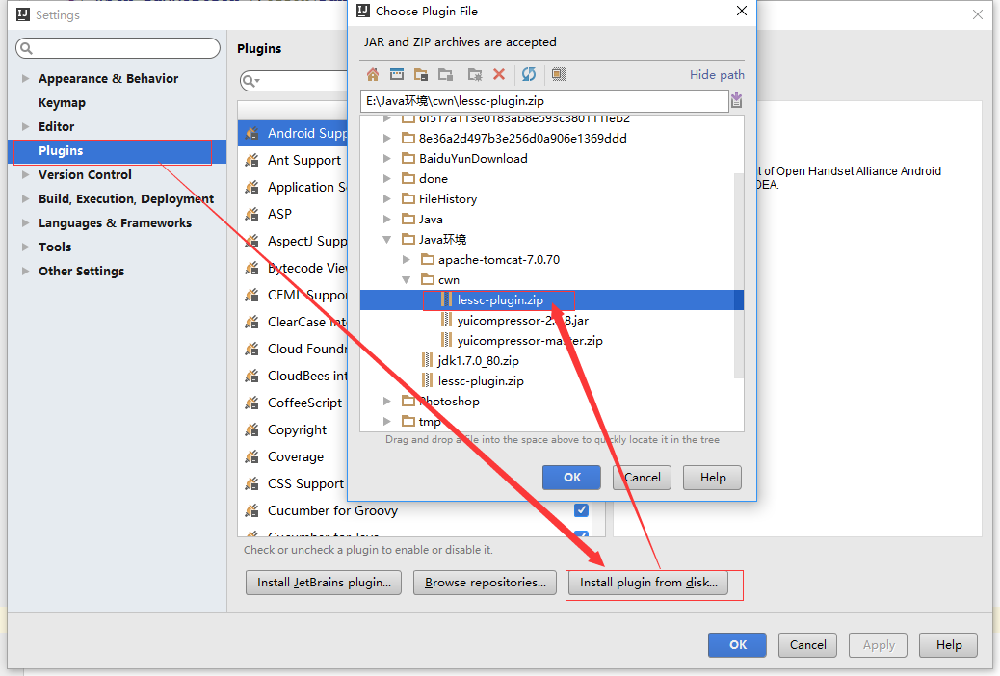 Settings
Appearance & Behavior
Keymap
Editor
Plugins
Version Control
Build, Execution, Deployment
Languages & Frameworks
Tools
Other Settings
Plugins
Android Supp
Ant Support
Application S
ASP
AspectJ Supp
Bytecode View
CFML Suppor
ClearCase Int
Cloud Foundr
CloudBees int
CoffeeScript
Copyright
Coverage
CSS Support
Cucumber for Groovy
Cucumber for Java
Check or uncheck a plugin to enable or disable it.
Install JetBrains plugin...
Browse repositories...
Install plugin from disk...
t of Open Handset Alliance Android
DEA.
OK
Cancel
Apply
Help
Choose Plugin File
JAR and ZIP archives are accepted
Hide path
E:\Java环境\cwn\lessc-plugin.zip
6f517a113e0183ab8e593c380111feb2
8e36a2d497b3e256d0a906e1369ddd
BaiduYunDownload
done
FileHistory
Java
Java环境
apache-tomcat-7.0.70
cwn
lessc-plugin.zip
yuicompressor-2.4.8.jar
yuicompressor-master.zip
jdk1.7.0_80.zip
lessc-plugin.zip
Photoshop
tmp
Drag and drop a file into the space above to quickly locate it in the tree
OK
Cancel
Help